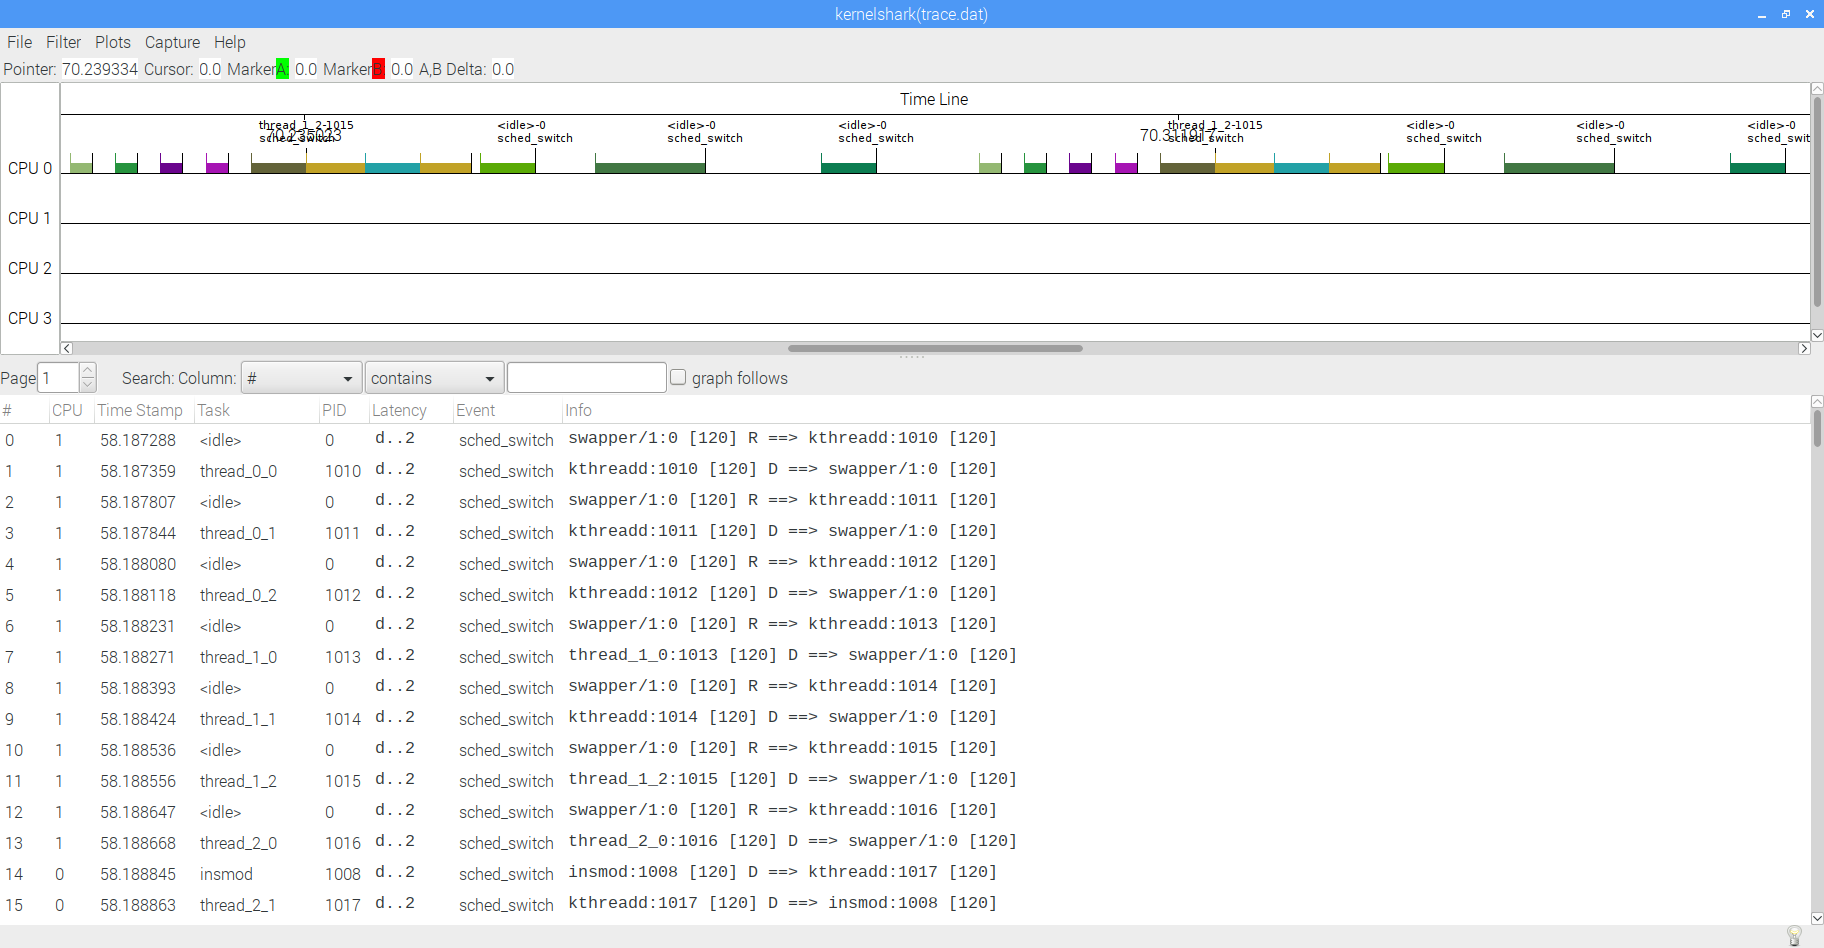 kernelshark(trace.dat)
File Filter Plots Capture Help
Pointer: 70.239334 Cursor: 0.0 Marker A: 0.0 Marker B: 0.0 A,B Delta: 0.0
Time Line
thread_1_2-1015 <idle>-0 <idle>-0 <idle>-0 thread_1_2-1015 <idle>-0 <idle>-0 <idle>-0
sched_switch sched_switch sched_switch sched_switch sched_switch sched_switch sched_switch sched_swit
70.235023 70.311917
CPU 0
CPU 1
CPU 2
CPU 3
Page 1 Search: Column: # contains graph follows
# CPU Time Stamp Task PID Latency Event Info
0 1 58.187288 <idle> 0 d..2 sched_switch swapper/1:0 [120] R ==> kthreadd:1010 [120]
1 1 58.187359 thread_0_0 1010 d..2 sched_switch kthreadd:1010 [120] D ==> swapper/1:0 [120]
2 1 58.187807 <idle> 0 d..2 sched_switch swapper/1:0 [120] R ==> kthreadd:1011 [120]
3 1 58.187844 thread_0_1 1011 d..2 sched_switch kthreadd:1011 [120] D ==> swapper/1:0 [120]
4 1 58.188080 <idle> 0 d..2 sched_switch swapper/1:0 [120] R ==> kthreadd:1012 [120]
5 1 58.188118 thread_0_2 1012 d..2 sched_switch kthreadd:1012 [120] D ==> swapper/1:0 [120]
6 1 58.188231 <idle> 0 d..2 sched_switch swapper/1:0 [120] R ==> kthreadd:1013 [120]
7 1 58.188271 thread_1_0 1013 d..2 sched_switch thread_1_0:1013 [120] D ==> swapper/1:0 [120]
8 1 58.188393 <idle> 0 d..2 sched_switch swapper/1:0 [120] R ==> kthreadd:1014 [120]
9 1 58.188424 thread_1_1 1014 d..2 sched_switch kthreadd:1014 [120] D ==> swapper/1:0 [120]
10 1 58.188536 <idle> 0 d..2 sched_switch swapper/1:0 [120] R ==> kthreadd:1015 [120]
11 1 58.188556 thread_1_2 1015 d..2 sched_switch thread_1_2:1015 [120] D ==> swapper/1:0 [120]
12 1 58.188647 <idle> 0 d..2 sched_switch swapper/1:0 [120] R ==> kthreadd:1016 [120]
13 1 58.188668 thread_2_0 1016 d..2 sched_switch thread_2_0:1016 [120] D ==> swapper/1:0 [120]
14 0 58.188845 insmod 1008 d..2 sched_switch insmod:1008 [120] D ==> kthreadd:1017 [120]
15 0 58.188863 thread_2_1 1017 d..2 sched_switch kthreadd:1017 [120] D ==> insmod:1008 [120]